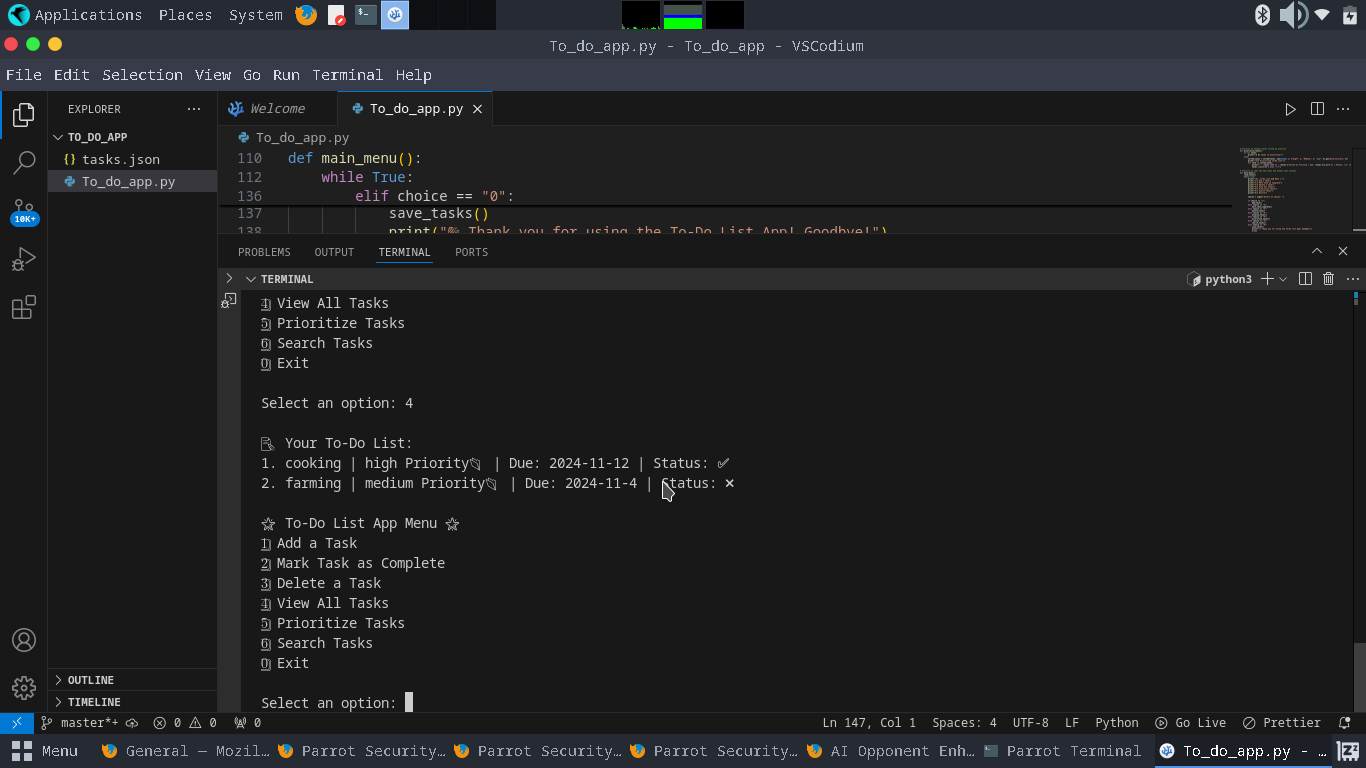 Applications Places System
To_do_app.py - To_do_app - VSCodium
File Edit Selection View Go Run Terminal Help
EXPLORER
TO_DO_APP
{} tasks.json
To_do_app.py
10K+
OUTLINE
TIMELINE
Welcome
To_do_app.py
To_do_app.py
110 def main_menu():
112 while True:
136 elif choice == "0":
137 save_tasks()
138 print("👋 Thank you for using the To-Do List App! Goodbye!")
PROBLEMS OUTPUT TERMINAL PORTS
TERMINAL
python3
4 View All Tasks
5 Prioritize Tasks
6 Search Tasks
0 Exit
Select an option: 4
Your To-Do List:
1. cooking | high Priority | Due: 2024-11-12 | Status: ✅
2. farming | medium Priority | Due: 2024-11-4 | Status: ❌
☆ To-Do List App Menu ☆
1 Add a Task
2 Mark Task as Complete
3 Delete a Task
4 View All Tasks
5 Prioritize Tasks
6 Search Tasks
0 Exit
Select an option:
master*+ 0 0 0 Ln 147, Col 1 Spaces: 4 UTF-8 LF Python Go Live Prettier
Menu General — Mozil... Parrot Security... Parrot Security... Parrot Security... AI Opponent Enh... Parrot Terminal To_do_app.py - ...